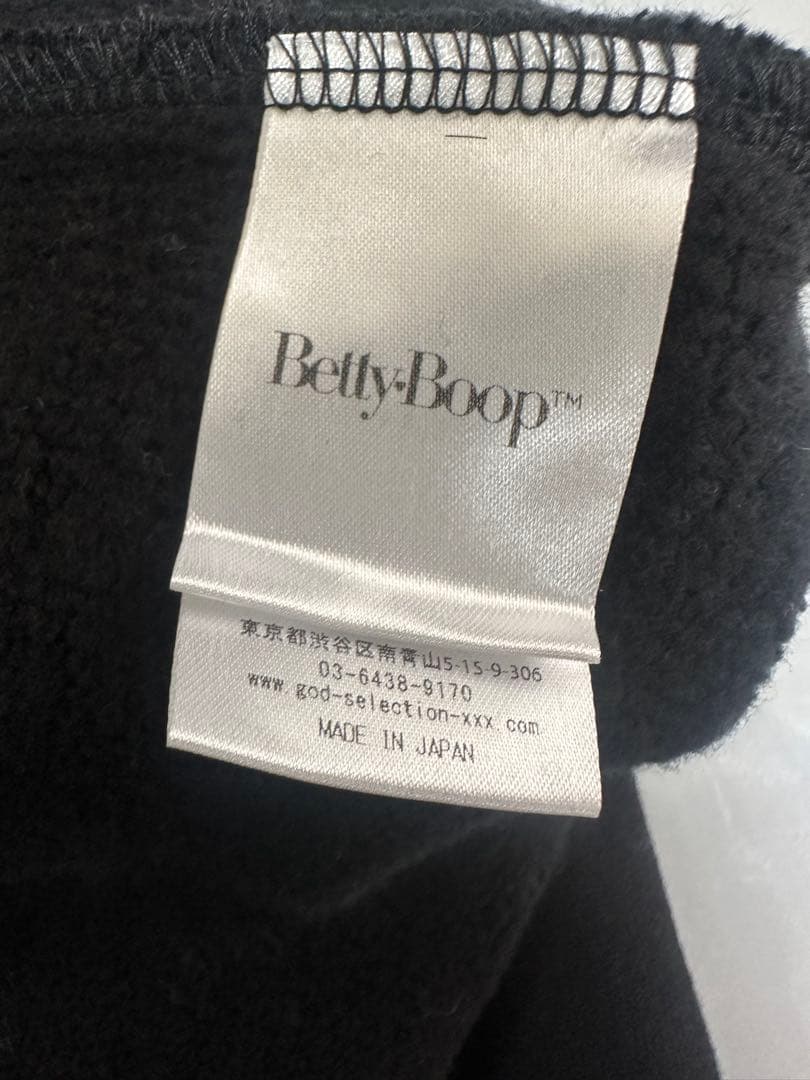 Betty·Boop™
東京都渋谷区南青山5-15-9-306
03-6438-9170
www.god-selection-xxx.com
MADE IN JAPAN